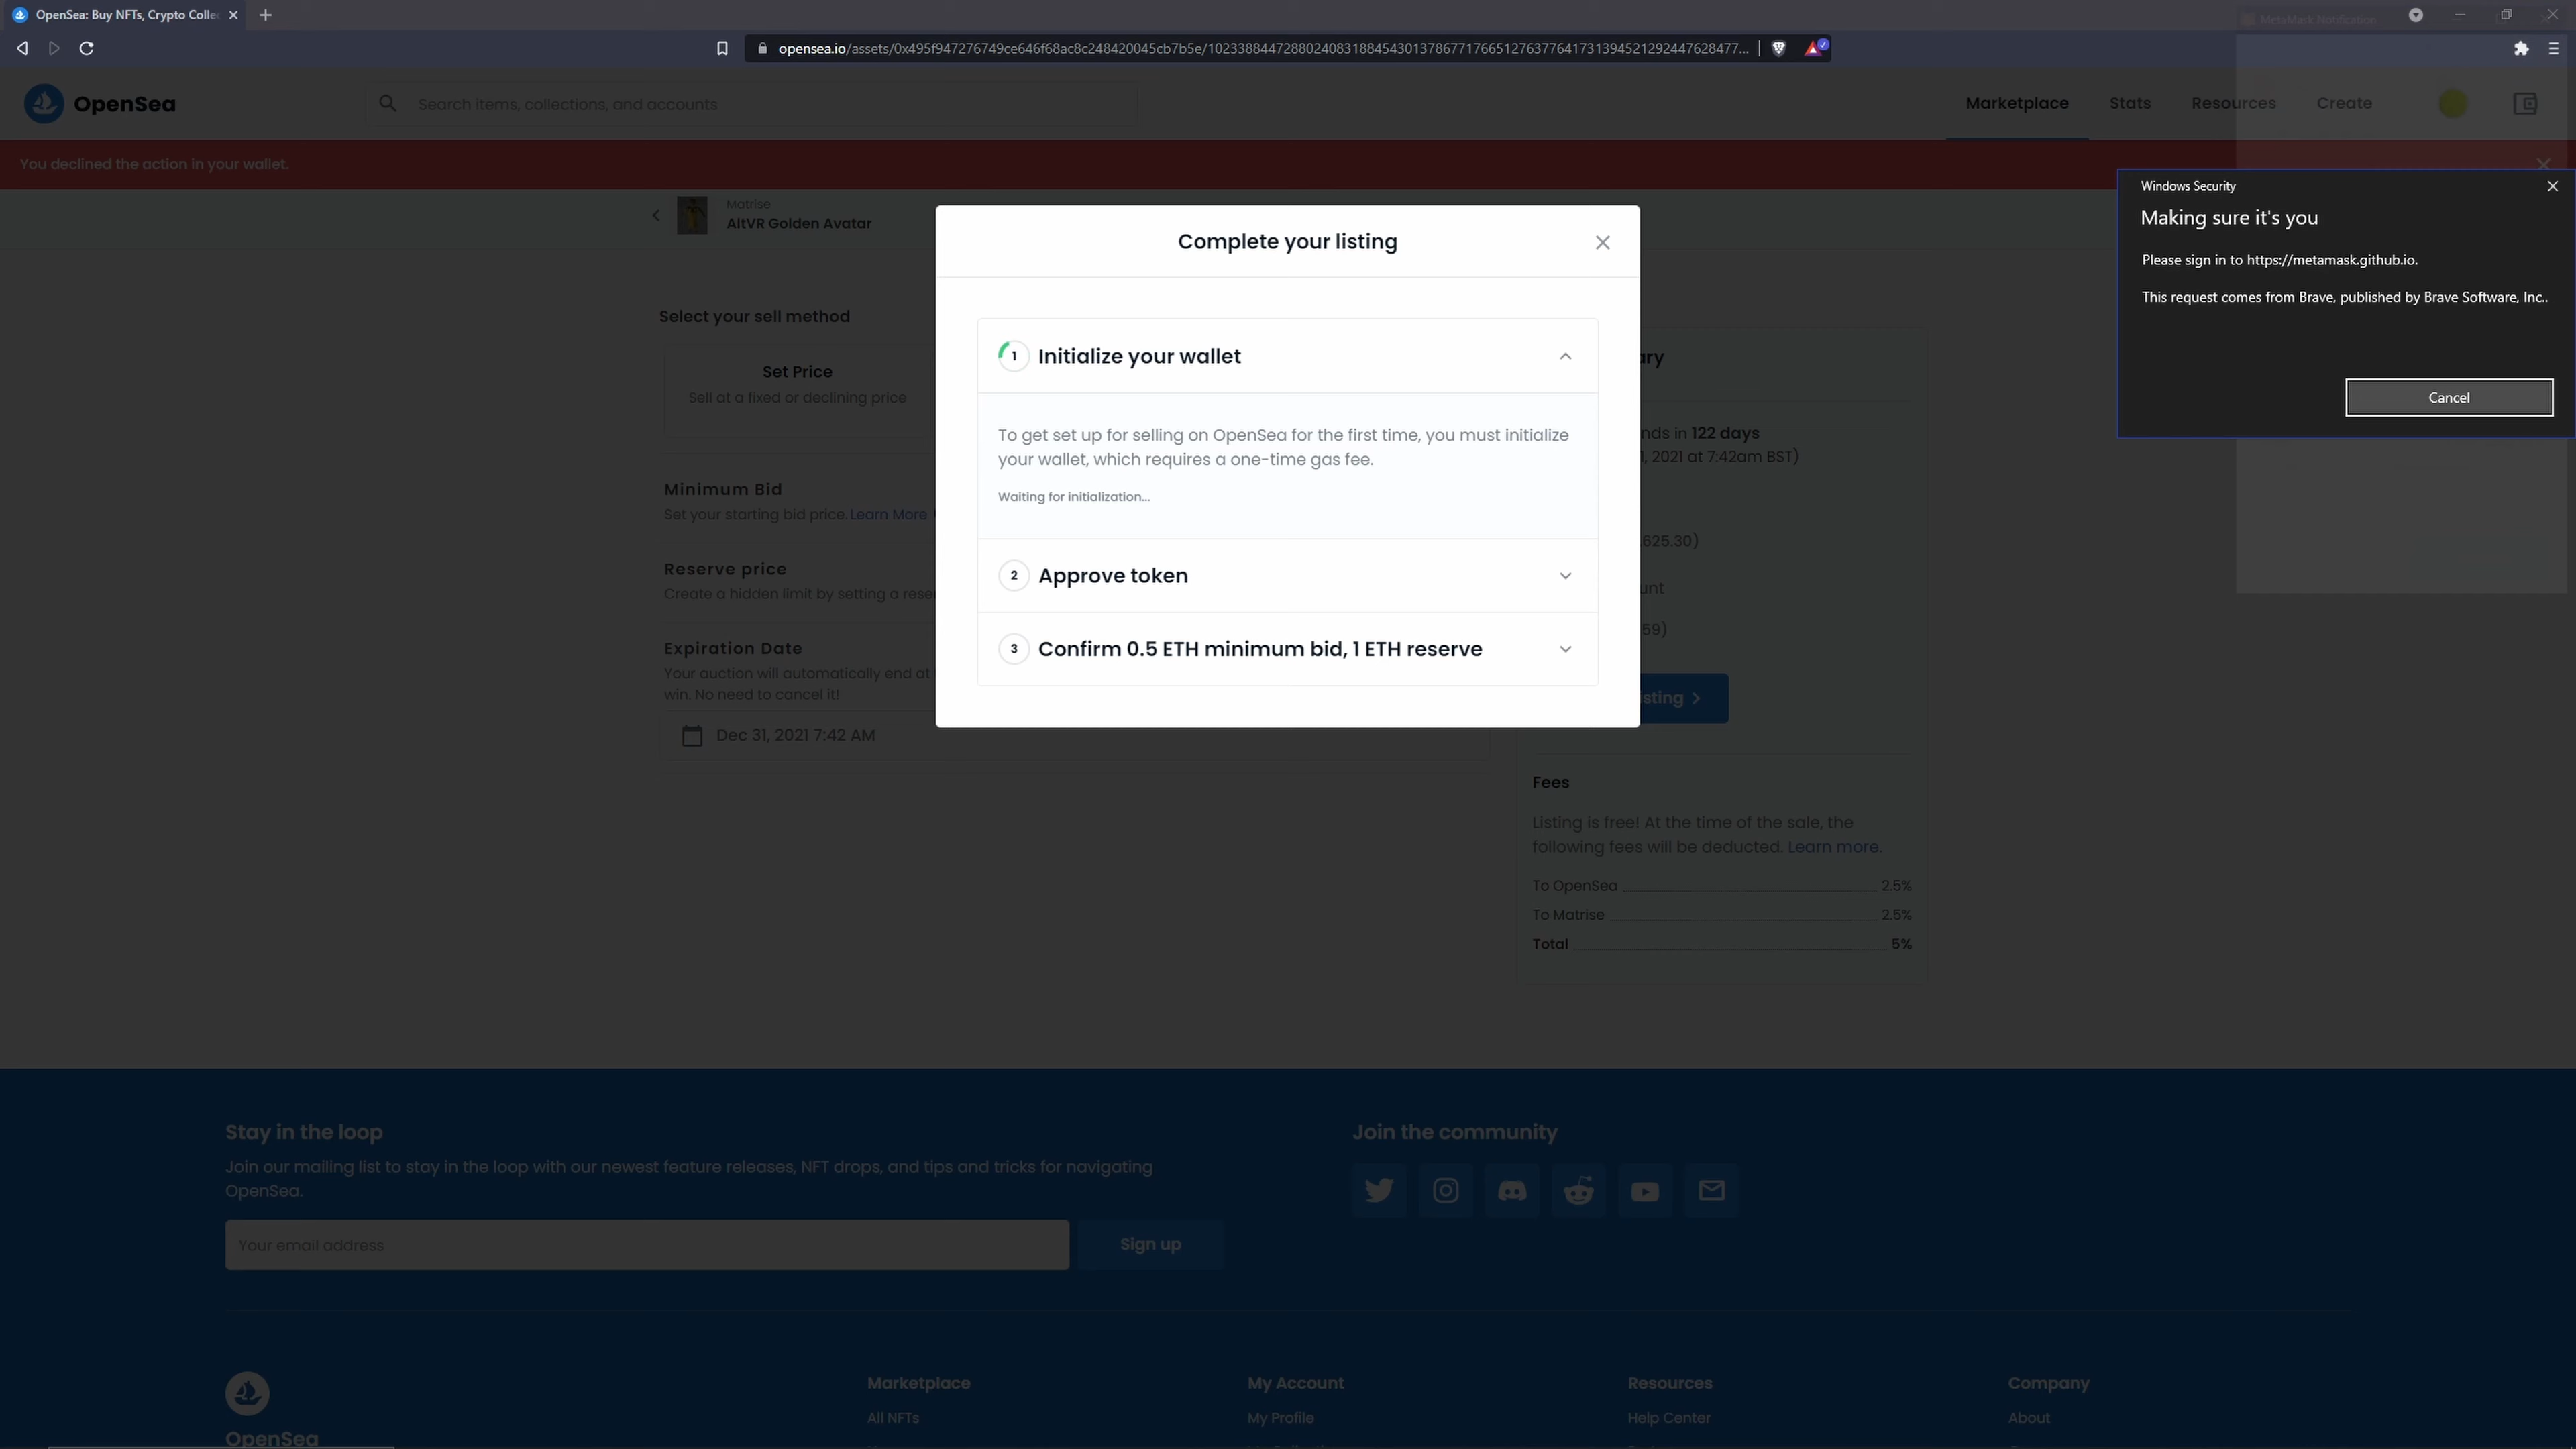 OpenSea: Buy NFTs, Crypto Colle
MetaMask Notification
opensea.io/assets/0x495f947276749ce646f68ac8c248420045cb7b5e/10233884472880240831884543013786771766512763776417313945212924476284777...
OpenSea
Search items, collections, and accounts
Marketplace
Stats
Resources
Create
You declined the action in your wallet.
Windows Security
Making sure it's you
Please sign in to https://metamask.github.io.
This request comes from Brave, published by Brave Software, Inc..
Cancel
Matrise
AltVR Golden Avatar
Complete your listing
1 Initialize your wallet
To get set up for selling on OpenSea for the first time, you must initialize
your wallet, which requires a one-time gas fee.
Waiting for initialization...
2 Approve token
3 Confirm 0.5 ETH minimum bid, 1 ETH reserve
Select your sell method
Set Price
Sell at a fixed or declining price
Minimum Bid
Set your starting bid price. Learn More
Reserve price
Create a hidden limit by setting a rese
Expiration Date
Your auction will automatically end at
win. No need to cancel it!
Dec 31, 2021 7:42 AM
ary
nds in 122 days
1, 2021 at 7:42am BST)
625.30)
unt
59)
isting
Fees
Listing is free! At the time of the sale, the
following fees will be deducted. Learn more.
To OpenSea 2.5%
To Matrise 2.5%
Total 5%
Stay in the loop
Join our mailing list to stay in the loop with our newest feature releases, NFT drops, and tips and tricks for navigating
OpenSea.
Your email address
Sign up
Join the community
OpenSea
Marketplace
All NFTs
My Account
My Profile
Resources
Help Center
Company
About